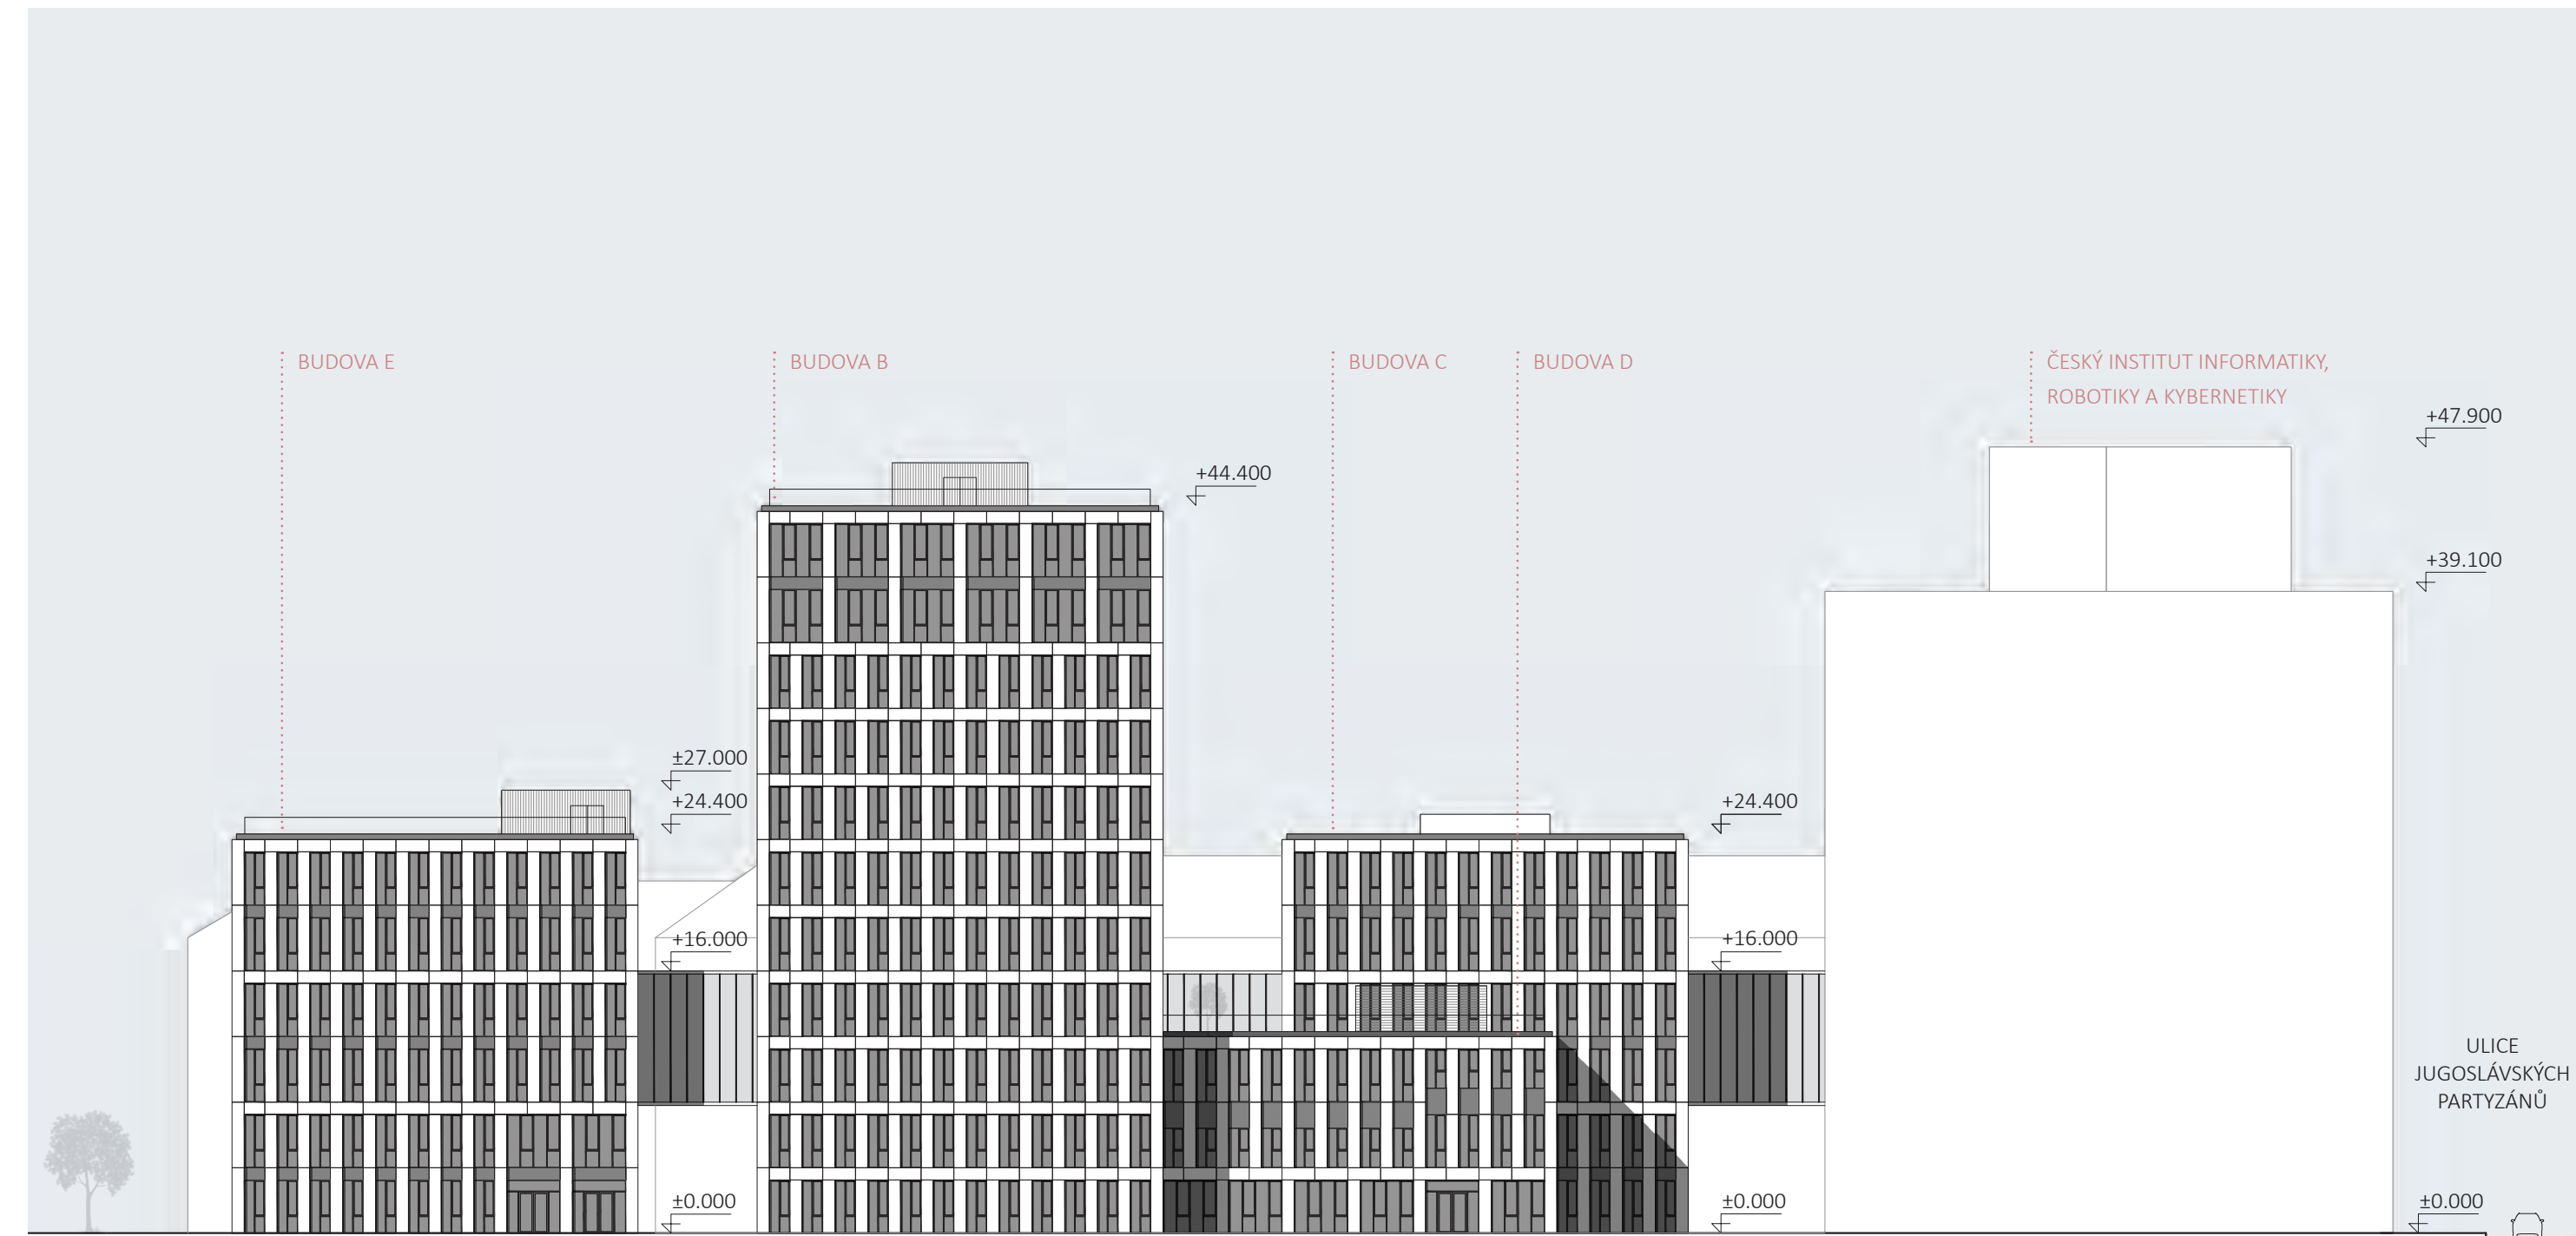 BUDOVA E
BUDOVA B
BUDOVA C
BUDOVA D
ČESKÝ INSTITUT INFORMATIKY,
ROBOTIKY A KYBERNETIKY
+47.900
+44.400
+39.100
±27.000
+24.400
+24.400
+16.000
+16.000
ULICE
JUGOSLÁVSKÝCH
PARTYZÁNŮ
±0.000
±0.000
±0.000